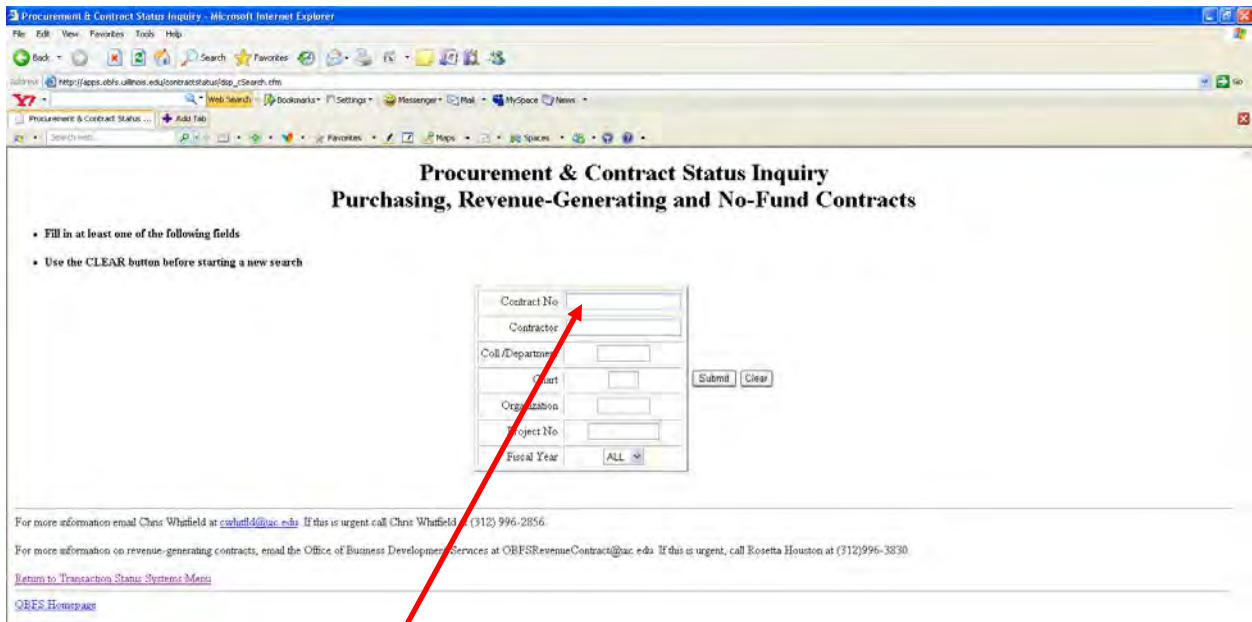 Procurement & Contract Status Inquiry - Microsoft Internet Explorer
File Edit View Favorites Tools Help
Back Search Favorites
Address http://apps.obfs.uillinois.edu/contractstatus/dsp_cSearch.cfm Go
Y7 Web Search Bookmarks Settings Messenger Mail MySpace News
Procurement & Contract Status ... Add Tab
Search web... Favorites Maps Spaces
Procurement & Contract Status Inquiry
Purchasing, Revenue-Generating and No-Fund Contracts
• Fill in at least one of the following fields
• Use the CLEAR button before starting a new search
Contract No
Contractor
Coll./Department
Chart Submit Clear
Organization
Project No
Fiscal Year ALL
For more information email Chris Whitfield at cwhitfld@uic.edu. If this is urgent call Chris Whitfield at (312) 996-2856.
For more information on revenue-generating contracts, email the Office of Business Development Services at OBFSRevenueContract@uic.edu. If this is urgent, call Rosetta Houston at (312)996-3830.
Return to Transaction Status Systems Menu
OBFS Homepage